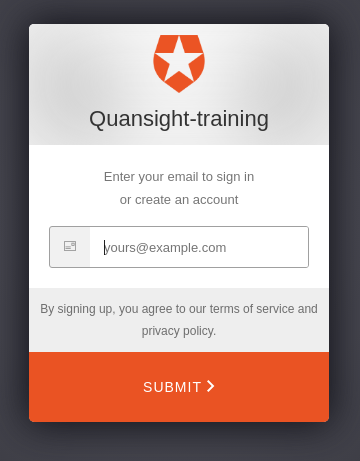 Quansight-training
Enter your email to sign in
or create an account
yours@example.com
By signing up, you agree to our terms of service and
privacy policy.
SUBMIT